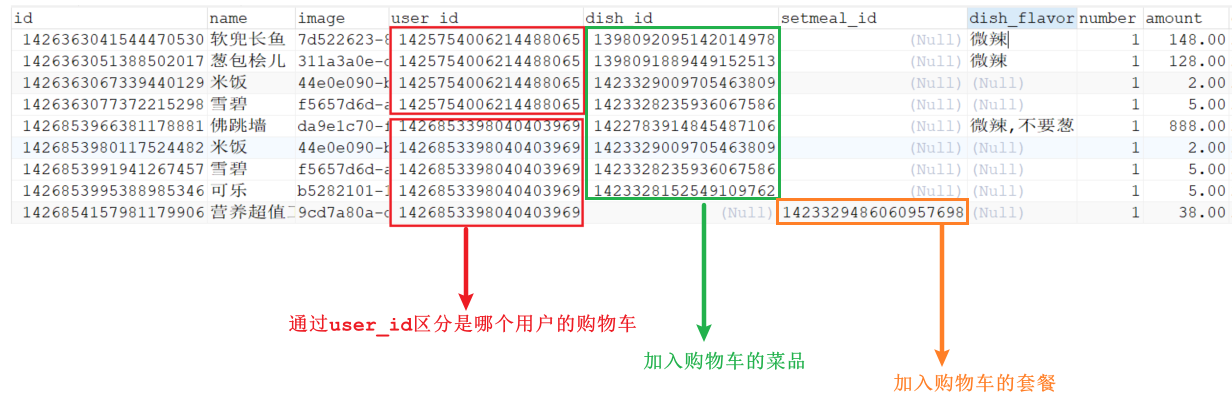 id name image user_id dish_id setmeal_id dish_flavor number amount
1426363041544470530 软兜长鱼 7d522623-8 1425754006214488065 1398092095142014978 (Null) 微辣 1 148.00
1426363051388502017 葱包桧儿 311a3a0e-c 1425754006214488065 1398091889449152513 (Null) 微辣 1 128.00
1426363067339440129 米饭 44e0e090-b 1425754006214488065 1423329009705463809 (Null) (Null) 1 2.00
1426363077372215298 雪碧 f5657d6d-a 1425754006214488065 1423328235936067586 (Null) (Null) 1 5.00
1426853966381178881 佛跳墙 da9e1c70-f 1426853398040403969 1422783914845487106 (Null) 微辣,不要葱 1 888.00
1426853980117524482 米饭 44e0e090-b 1426853398040403969 1423329009705463809 (Null) (Null) 1 2.00
1426853991941267457 雪碧 f5657d6d-a 1426853398040403969 1423328235936067586 (Null) (Null) 1 5.00
1426853995388985346 可乐 b5282101-1 1426853398040403969 1423328152549109762 (Null) (Null) 1 5.00
1426854157981179906 营养超值 9cd7a80a-c 1426853398040403969 (Null) 1423329486060957698 (Null) 1 38.00
通过user_id区分是哪个用户的购物车
加入购物车的菜品
加入购物车的套餐